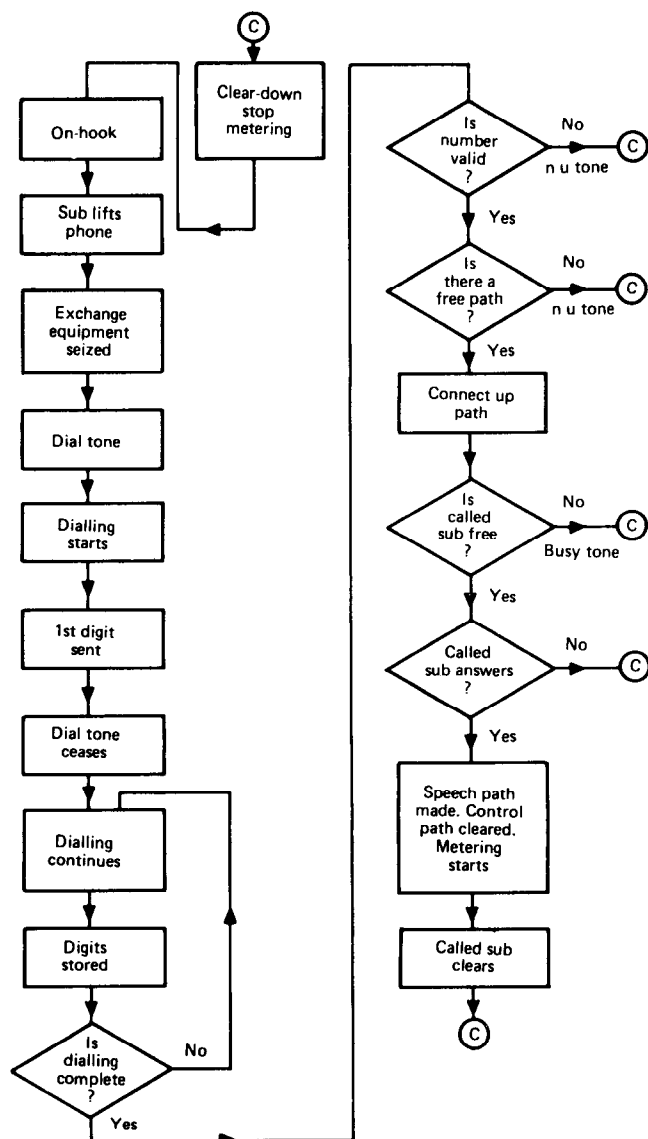 C
Clear-down
stop
metering
On-hook
Sub lifts
phone
Exchange
equipment
seized
Dial tone
Dialling
starts
1st digit
sent
Dial tone
ceases
Dialling
continues
Digits
stored
Is
dialling
complete
?
No
Yes
Is
number
valid
?
No
n u tone
C
Yes
Is
there a
free path
?
No
n u tone
C
Yes
Connect up
path
Is
called
sub free
?
No
Busy tone
C
Yes
Called
sub answers
?
No
C
Yes
Speech path
made. Control
path cleared.
Metering
starts
Called sub
clears
C